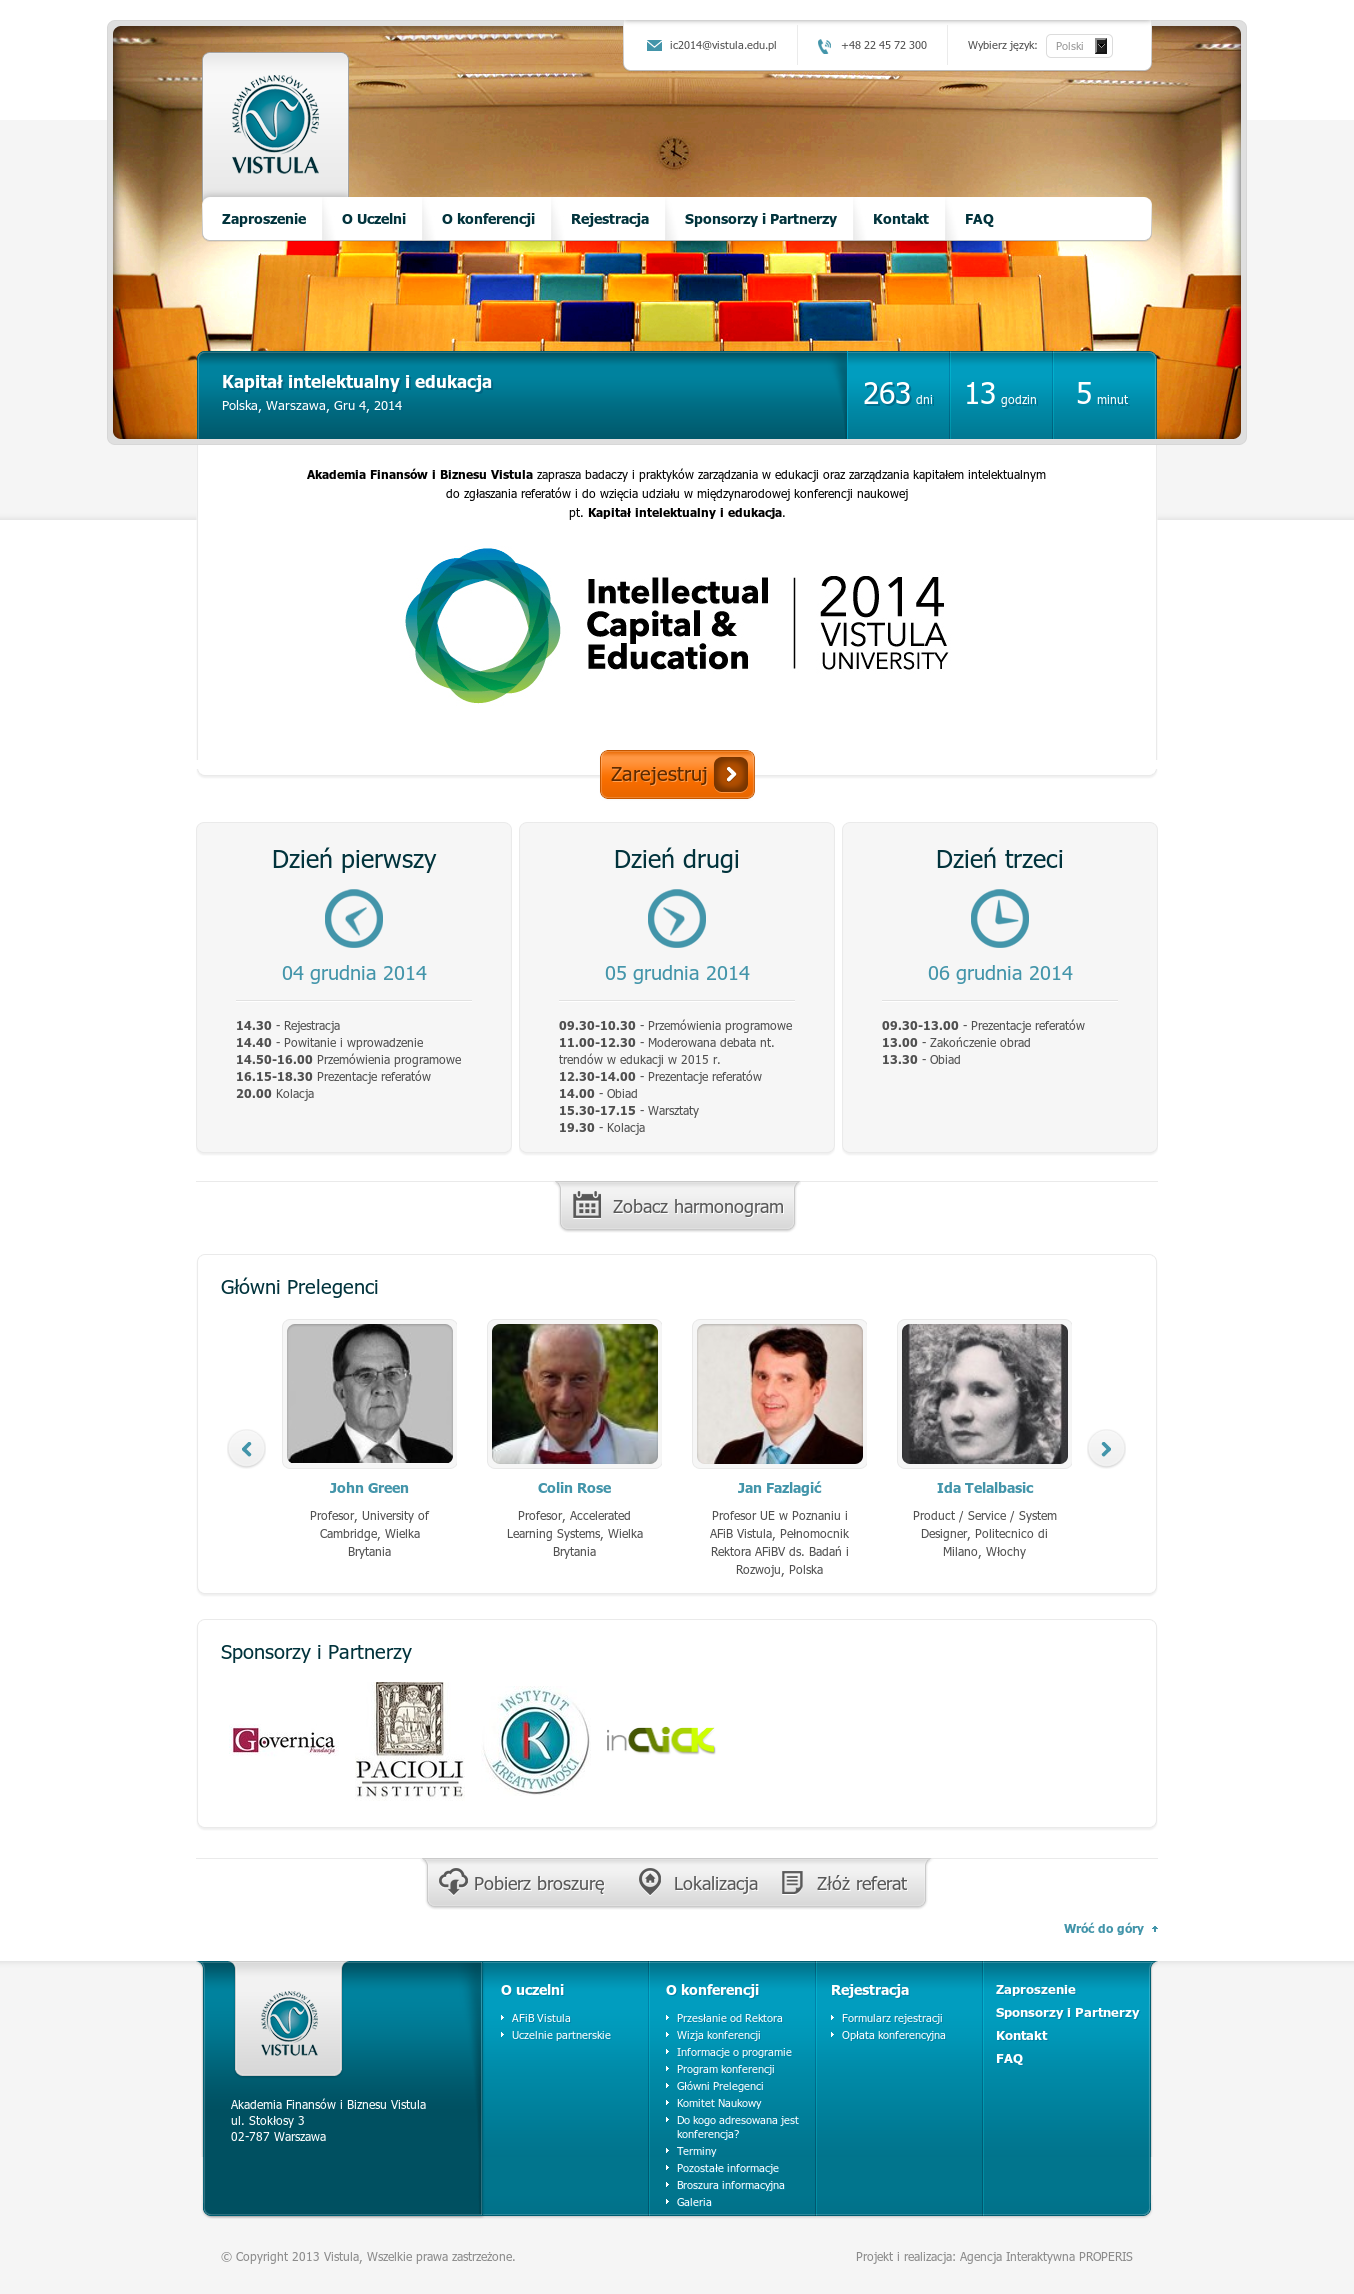 ic2014@vistula.edu.pl
+48 22 45 72 300
Wybierz język:
Polski
AKADEMIA FINANSÓW I BIZNESU
VISTULA
Zaproszenie
O Uczelni
O konferencji
Rejestracja
Sponsorzy i Partnerzy
Kontakt
FAQ
Kapitał intelektualny i edukacja
Polska, Warszawa, Gru 4, 2014
263 dni
13 godzin
5 minut
Akademia Finansów i Biznesu Vistula zaprasza badaczy i praktyków zarządzania w edukacji oraz zarządzania kapitałem intelektualnym
do zgłaszania referatów i do wzięcia udziału w międzynarodowej konferencji naukowej
pt. Kapitał intelektualny i edukacja.
Intellectual
Capital &
Education
2014
VISTULA
UNIVERSITY
Zarejestruj
Dzień pierwszy
04 grudnia 2014
14.30 - Rejestracja
14.40 - Powitanie i wprowadzenie
14.50-16.00 Przemówienia programowe
16.15-18.30 Prezentacje referatów
20.00 Kolacja
Dzień drugi
05 grudnia 2014
09.30-10.30 - Przemówienia programowe
11.00-12.30 - Moderowana debata nt.
trendów w edukacji w 2015 r.
12.30-14.00 - Prezentacje referatów
14.00 - Obiad
15.30-17.15 - Warsztaty
19.30 - Kolacja
Dzień trzeci
06 grudnia 2014
09.30-13.00 - Prezentacje referatów
13.00 - Zakończenie obrad
13.30 - Obiad
Zobacz harmonogram
Główni Prelegenci
John Green
Profesor, University of
Cambridge, Wielka
Brytania
Colin Rose
Profesor, Accelerated
Learning Systems, Wielka
Brytania
Jan Fazlagić
Profesor UE w Poznaniu i
AFiB Vistula, Pełnomocnik
Rektora AFiBV ds. Badań i
Rozwoju, Polska
Ida Telalbasic
Product / Service / System
Designer, Politecnico di
Milano, Włochy
Sponsorzy i Partnerzy
Governica
Fundacja
PACIOLI
INSTITUTE
INSTYTUT
K
KREATYWNOŚCI
inCLICK
Pobierz broszurę
Lokalizacja
Złóż referat
Wróć do góry
AKADEMIA FINANSÓW I BIZNESU
VISTULA
Akademia Finansów i Biznesu Vistula
ul. Stokłosy 3
02-787 Warszawa
O uczelni
AFiB Vistula
Uczelnie partnerskie
O konferencji
Przesłanie od Rektora
Wizja konferencji
Informacje o programie
Program konferencji
Główni Prelegenci
Komitet Naukowy
Do kogo adresowana jest
konferencja?
Terminy
Pozostałe informacje
Broszura informacyjna
Galeria
Rejestracja
Formularz rejestracji
Opłata konferencyjna
Zaproszenie
Sponsorzy i Partnerzy
Kontakt
FAQ
© Copyright 2013 Vistula, Wszelkie prawa zastrzeżone.
Projekt i realizacja: Agencja Interaktywna PROPERIS